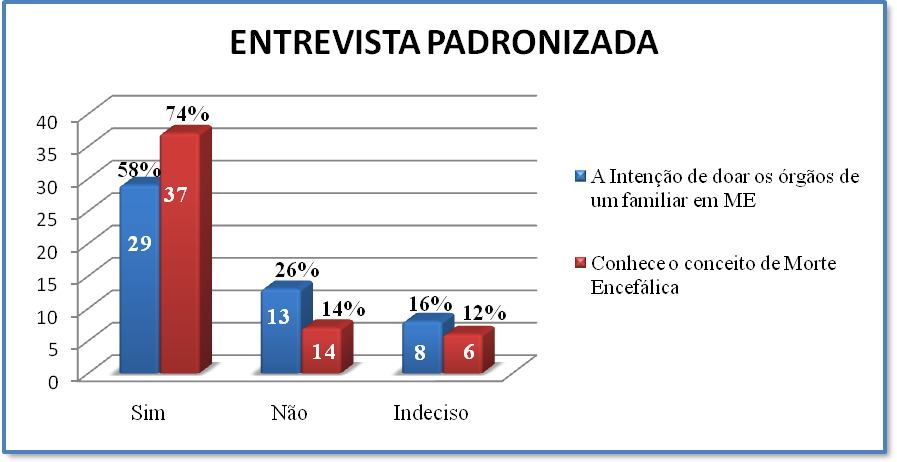 ENTREVISTA PADRONIZADA
40
35
30
25
20
15
10
5
0
58%
29
74%
37
26%
13
14%
14
16%
8
12%
6
Sim
Não
Indeciso
A Intenção de doar os órgãos de
um familiar em ME
Conhece o conceito de Morte
Encefálica